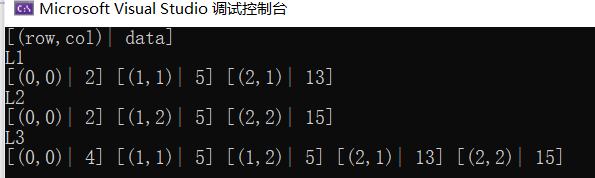 Microsoft Visual Studio 调试控制台
[(row,col)| data]
L1
[(0,0)| 2] [(1,1)| 5] [(2,1)| 13]
L2
[(0,0)| 2] [(1,2)| 5] [(2,2)| 15]
L3
[(0,0)| 4] [(1,1)| 5] [(1,2)| 5] [(2,1)| 13] [(2,2)| 15]